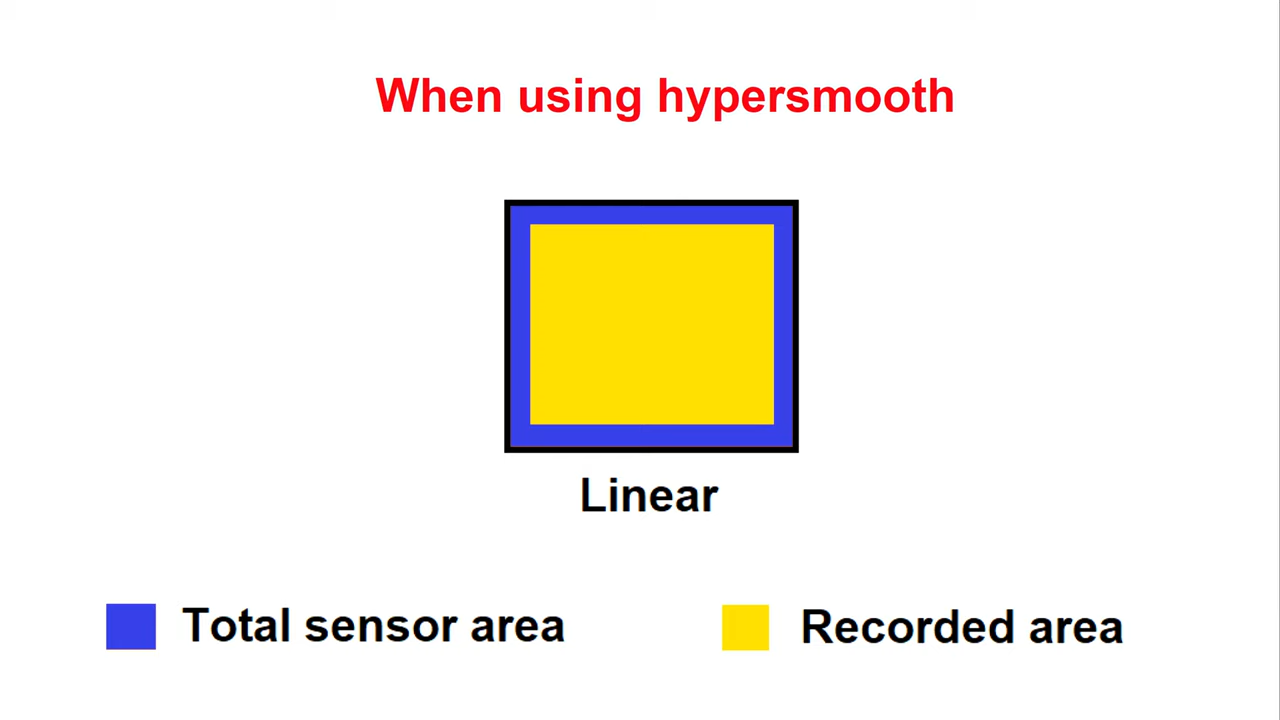 When using hypersmooth
Linear
Total sensor area
Recorded area